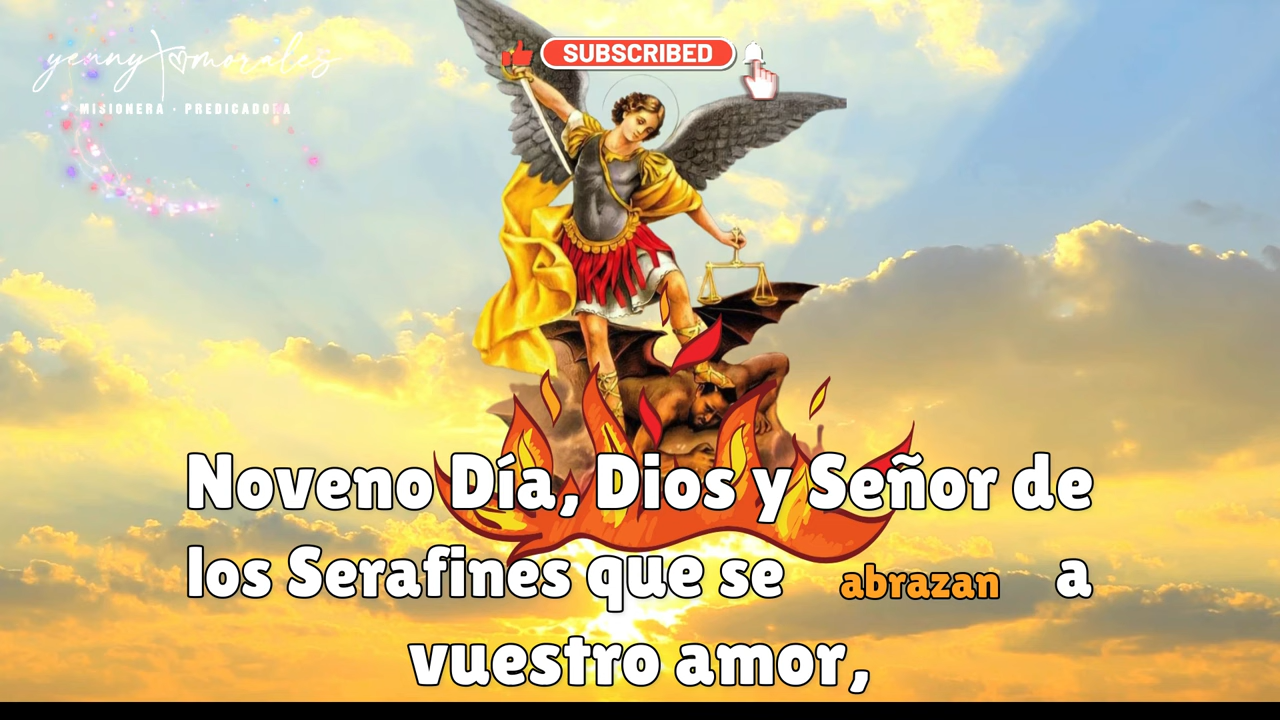 yenny morales
MISIONERA · PREDICADORA
SUBSCRIBED
Noveno Día, Dios y Señor de
los Serafines que se abrazan a
vuestro amor,